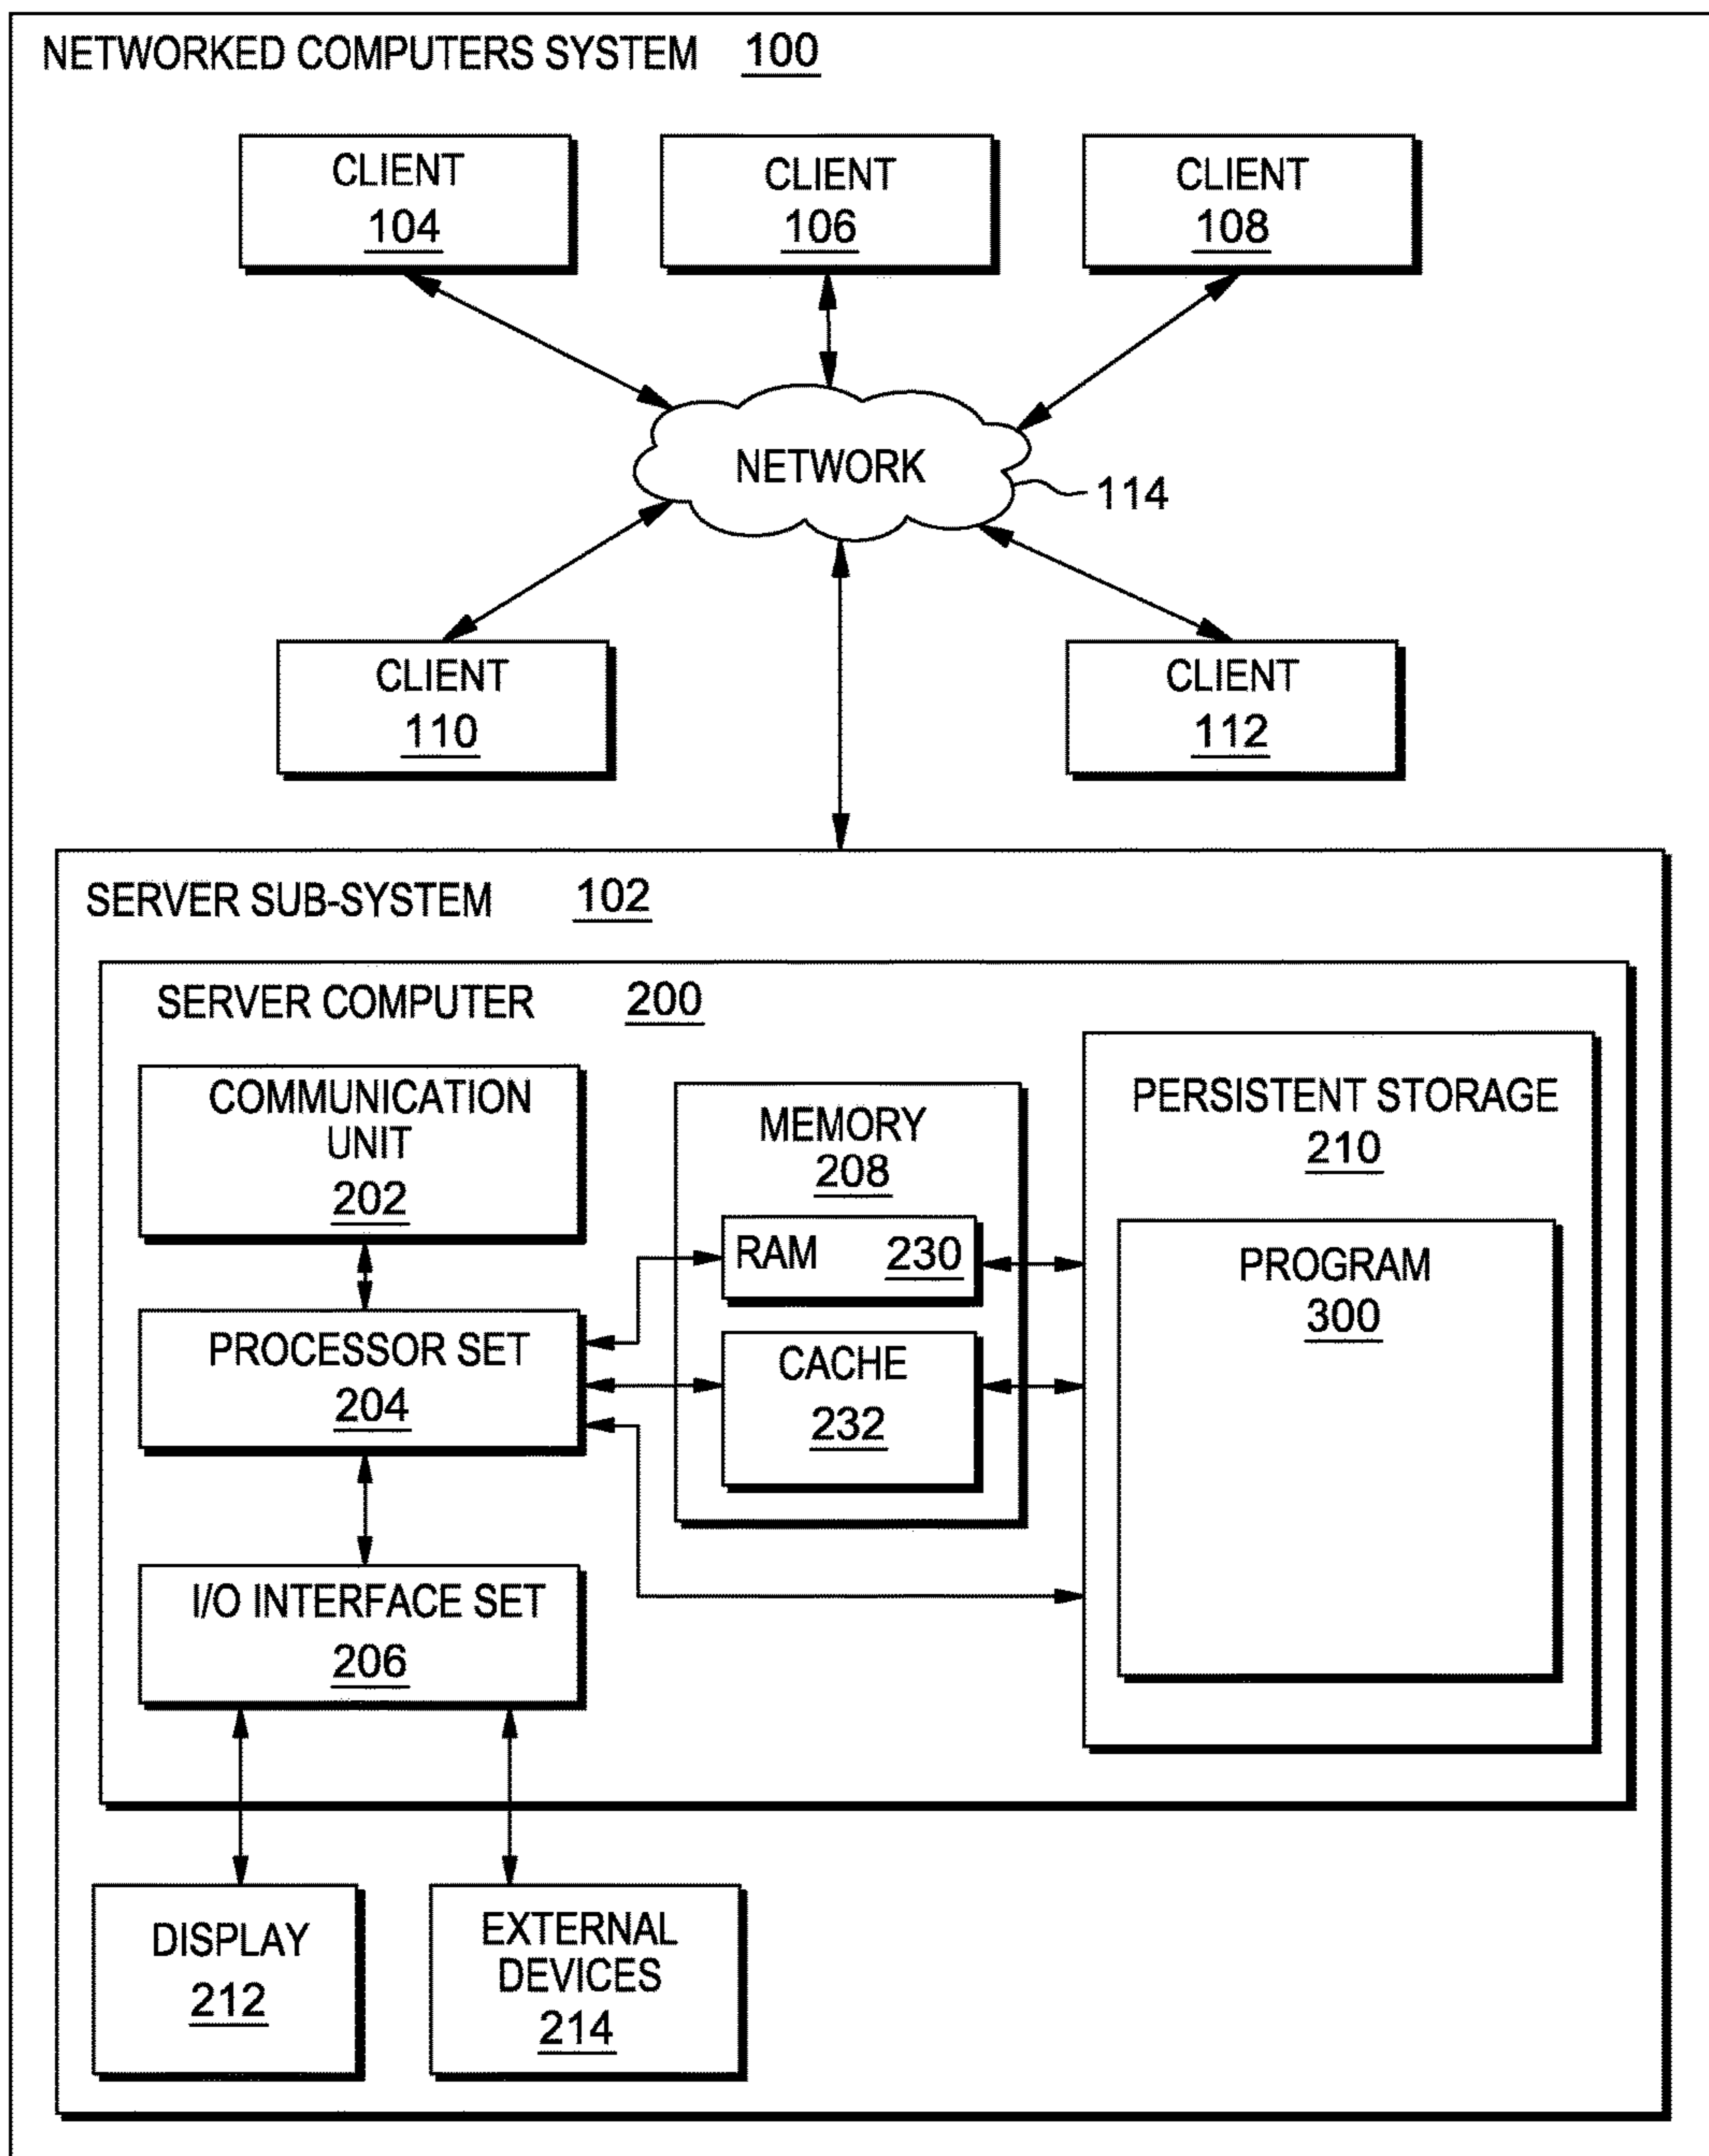 NETWORKED COMPUTERS SYSTEM 100
CLIENT
104
CLIENT
106
CLIENT
108
NETWORK
114
CLIENT
110
CLIENT
112
SERVER SUB-SYSTEM 102
SERVER COMPUTER 200
COMMUNICATION
UNIT
202
PROCESSOR SET
204
I/O INTERFACE SET
206
MEMORY
208
RAM 230
CACHE
232
PERSISTENT STORAGE
210
PROGRAM
300
DISPLAY
212
EXTERNAL
DEVICES
214